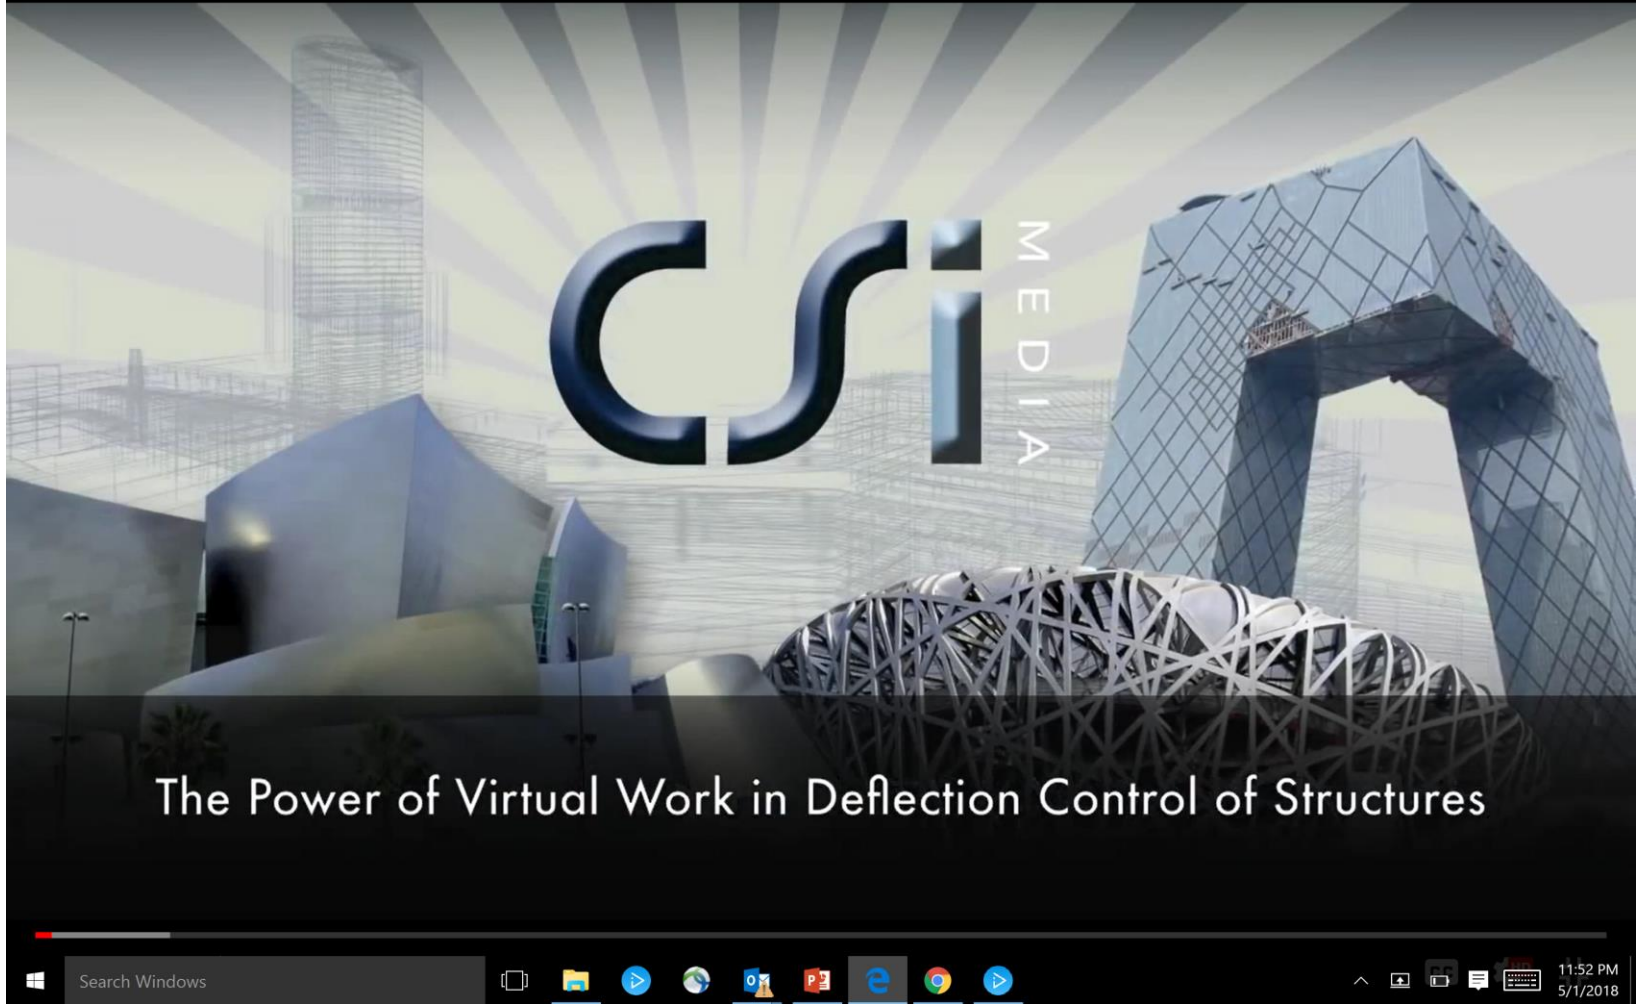 CSi
MEDIA
The Power of Virtual Work in Deflection Control of Structures
Search Windows
11:52 PM
5/1/2018